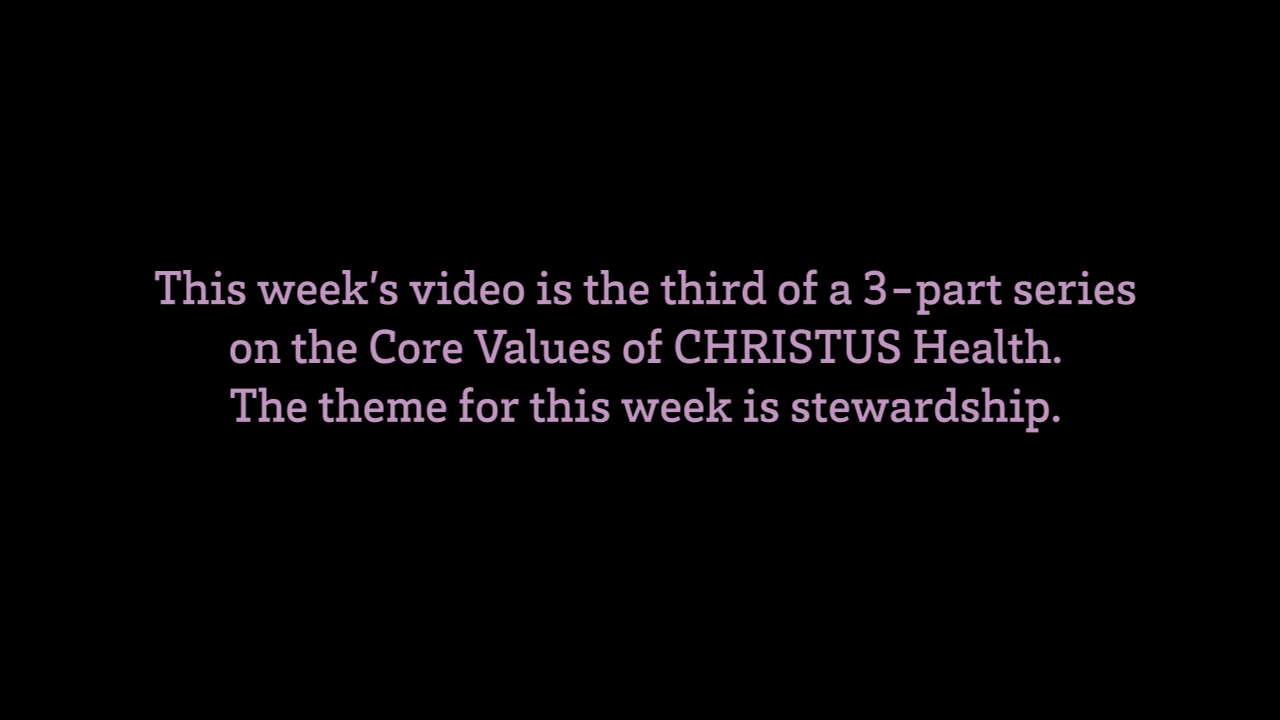 This week's video is the third of a 3-part series
on the Core Values of CHRISTUS Health.
The theme for this week is stewardship.